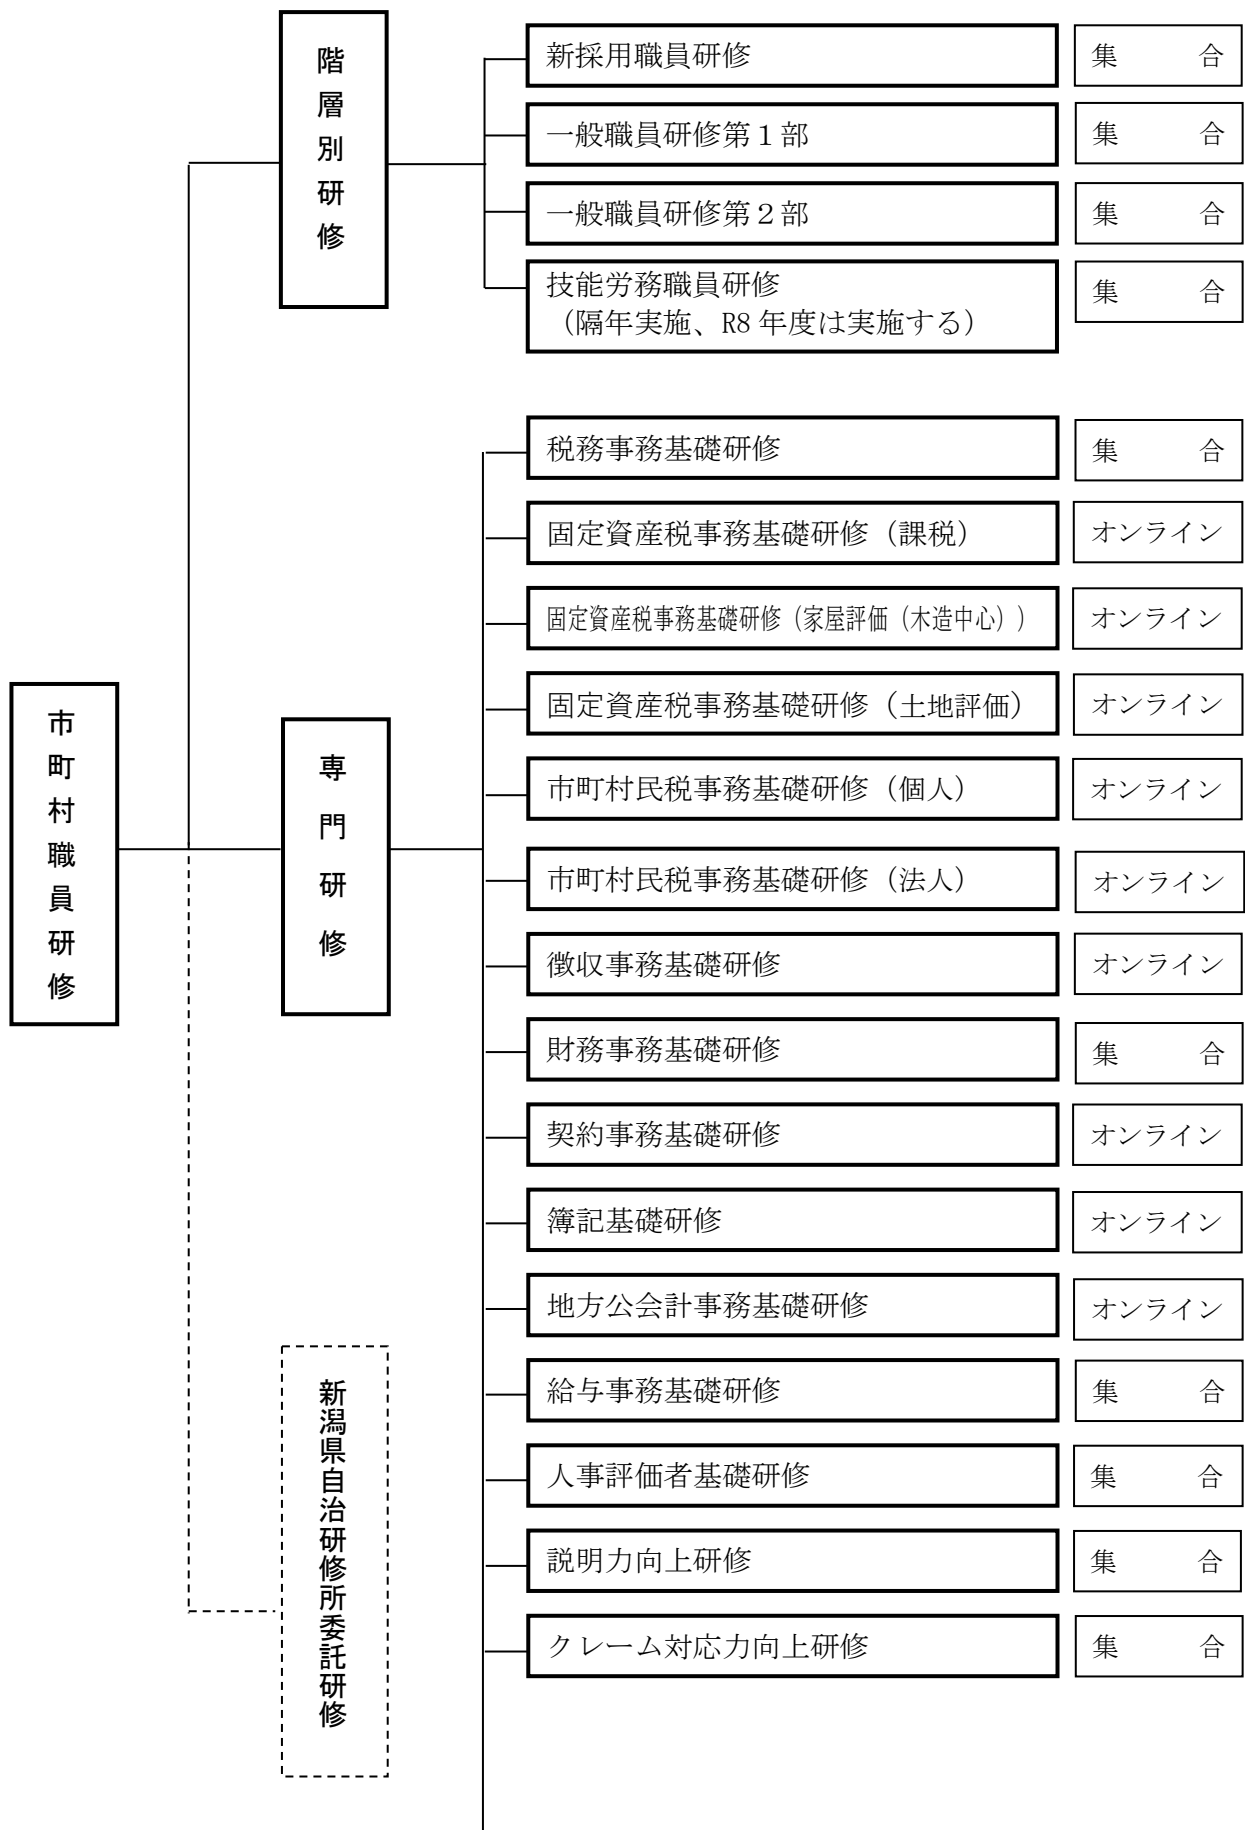 市町村職員研修
階層別研修
新採用職員研修 集 合
一般職員研修第１部 集 合
一般職員研修第２部 集 合
技能労務職員研修 集 合
（隔年実施、R8年度は実施する）
専門研修
税務事務基礎研修 集 合
固定資産税事務基礎研修（課税） オンライン
固定資産税事務基礎研修（家屋評価（木造中心）） オンライン
固定資産税事務基礎研修（土地評価） オンライン
市町村民税事務基礎研修（個人） オンライン
市町村民税事務基礎研修（法人） オンライン
徴収事務基礎研修 オンライン
財務事務基礎研修 集 合
契約事務基礎研修 オンライン
簿記基礎研修 オンライン
地方公会計事務基礎研修 オンライン
給与事務基礎研修 集 合
人事評価者基礎研修 集 合
説明力向上研修 集 合
クレーム対応力向上研修 集 合
新潟県自治研修所委託研修